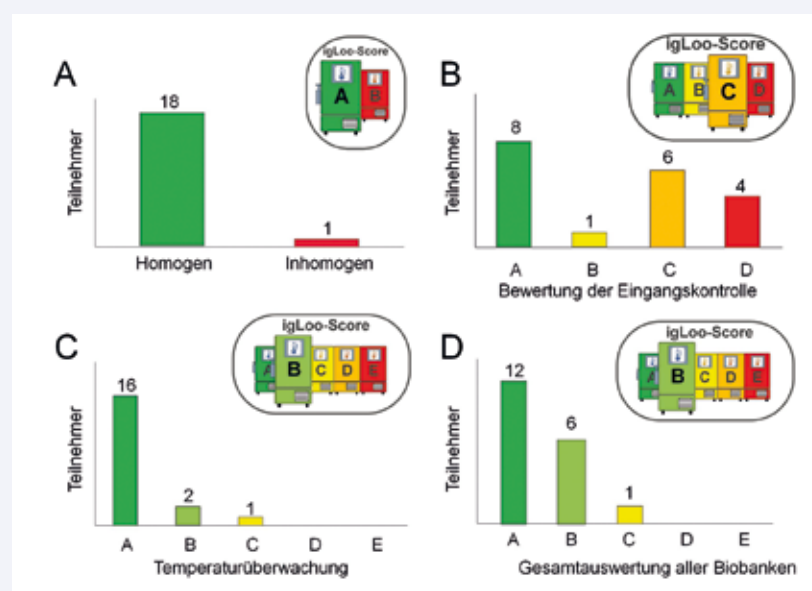 A
igLoo-Score
A
B
Teilnehmer
18
1
Homogen
Inhomogen
B
igLoo-Score
A
B
C
D
Teilnehmer
8
1
6
4
A
B
C
D
Bewertung der Eingangskontrolle
C
igLoo-Score
A
B
C
D
E
Teilnehmer
16
2
1
A
B
C
D
E
Temperaturüberwachung
D
igLoo-Score
A
B
C
D
E
Teilnehmer
12
6
1
A
B
C
D
E
Gesamtauswertung aller Biobanken